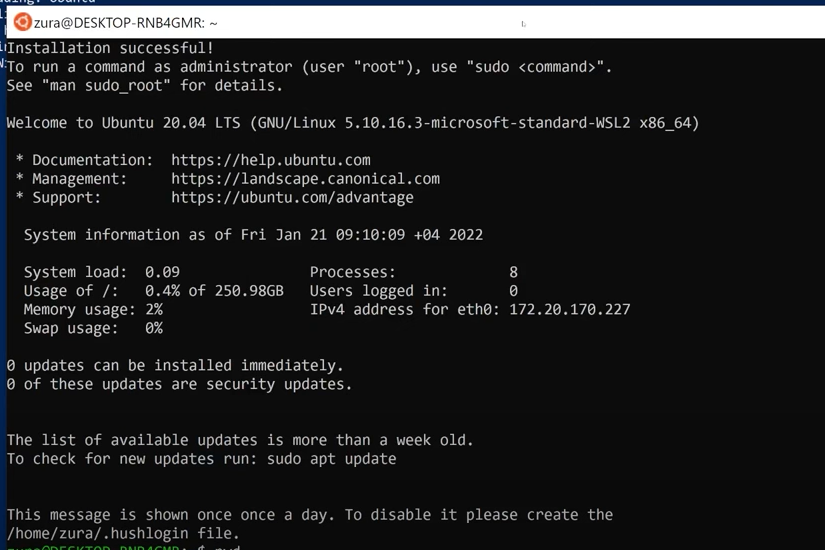 zura@DESKTOP-RNB4GMR: ~
Installation successful!
To run a command as administrator (user "root"), use "sudo <command>".
See "man sudo_root" for details.

Welcome to Ubuntu 20.04 LTS (GNU/Linux 5.10.16.3-microsoft-standard-WSL2 x86_64)

* Documentation: https://help.ubuntu.com
* Management: https://landscape.canonical.com
* Support: https://ubuntu.com/advantage

System information as of Fri Jan 21 09:10:09 +04 2022

System load: 0.09 Processes: 8
Usage of /: 0.4% of 250.98GB Users logged in: 0
Memory usage: 2% IPv4 address for eth0: 172.20.170.227
Swap usage: 0%

0 updates can be installed immediately.
0 of these updates are security updates.

The list of available updates is more than a week old.
To check for new updates run: sudo apt update

This message is shown once once a day. To disable it please create the
/home/zura/.hushlogin file.
zura@DESKTOP-RNB4GMR: